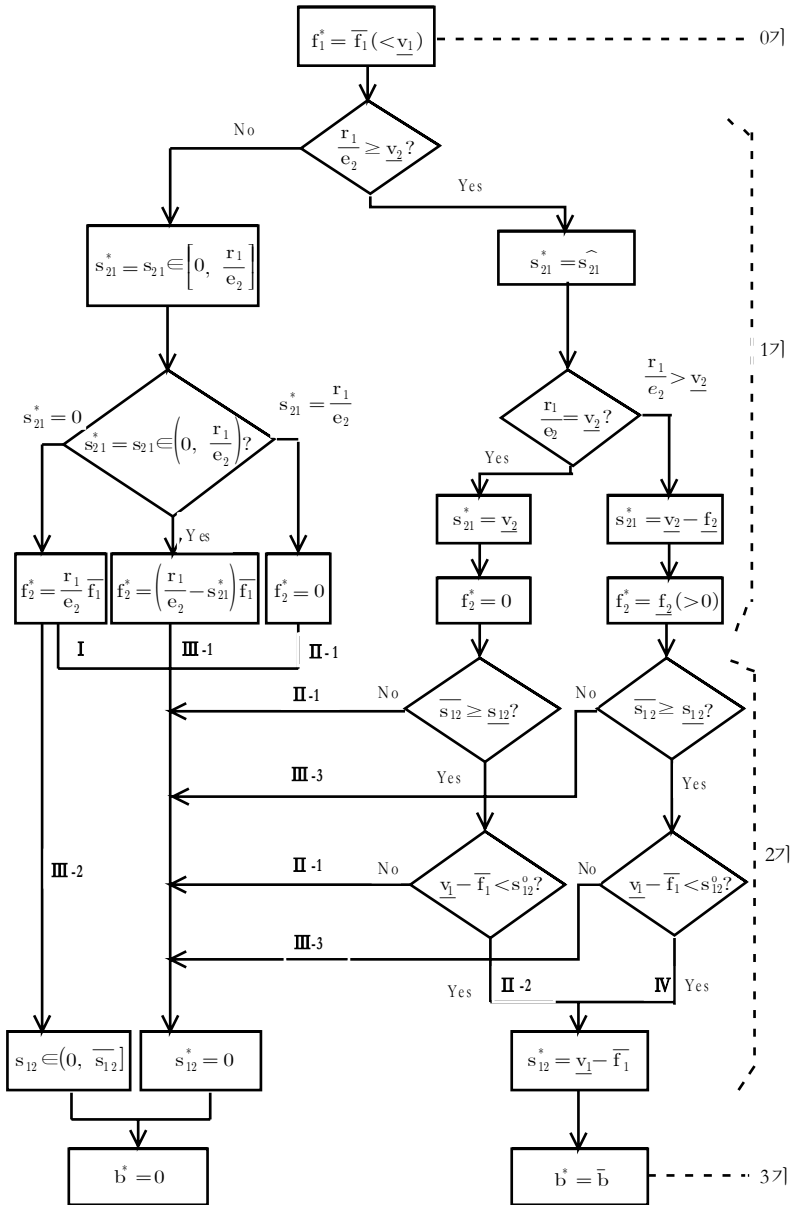 f₁* = f̄₁ (< v̲₁)
0기
No
r₁/e₂ ≥ v̲₂?
Yes
s₂₁* = s₂₁ ∈ [0, r₁/e₂]
s₂₁* = ŝ₂₁
1기
s₂₁* = 0
s₂₁* = s₂₁ ∈ (0, r₁/e₂)?
s₂₁* = r₁/e₂
r₁/e₂ = v̲₂?
r₁/e₂ > v̲₂
Yes
s₂₁* = v̲₂
s₂₁* = v̲₂ − f̲₂
Yes
f₂* = r₁/e₂ f̄₁
f₂* = (r₁/e₂ − s₂₁*) f̄₁
f₂* = 0
f₂* = 0
f₂* = f̲₂ (>0)
I
III-1
II-1
II-1
No
s̄₁₂ ≥ s̲₁₂?
No
s̄₁₂ ≥ s̲₁₂?
III-3
Yes
Yes
2기
III-2
II-1
No
v̲₁ − f̄₁ < s₁₂°?
No
v̲₁ − f̄₁ < s₁₂°?
III-3
Yes
II-2
IV
Yes
s₁₂ ∈ (0, s̄₁₂]
s₁₂* = 0
s₁₂* = v̲₁ − f̄₁
b* = 0
b* = b̄
3기